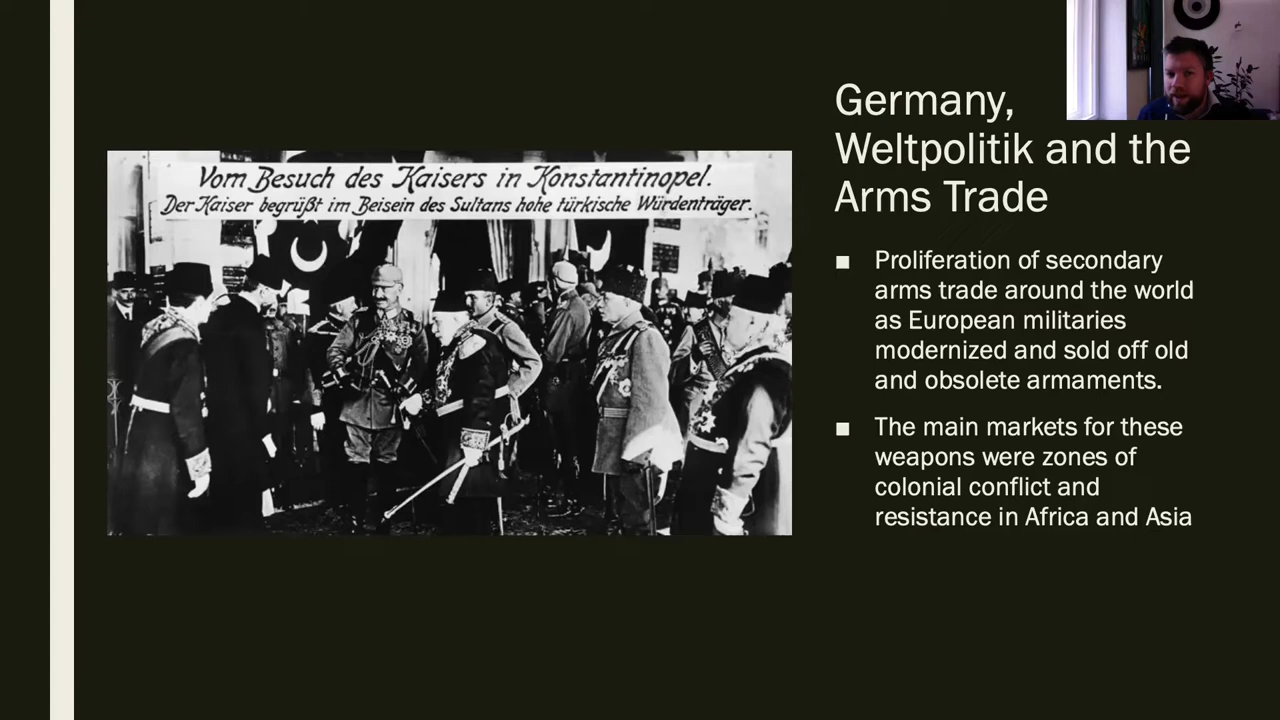 Vom Besuch des Kaisers in Konstantinopel.
Der Kaiser begrüßt im Beisein des Sultans hohe türkische Würdenträger.
Germany,
Weltpolitik and the
Arms Trade
■ Proliferation of secondary
arms trade around the world
as European militaries
modernized and sold off old
and obsolete armaments.
■ The main markets for these
weapons were zones of
colonial conflict and
resistance in Africa and Asia